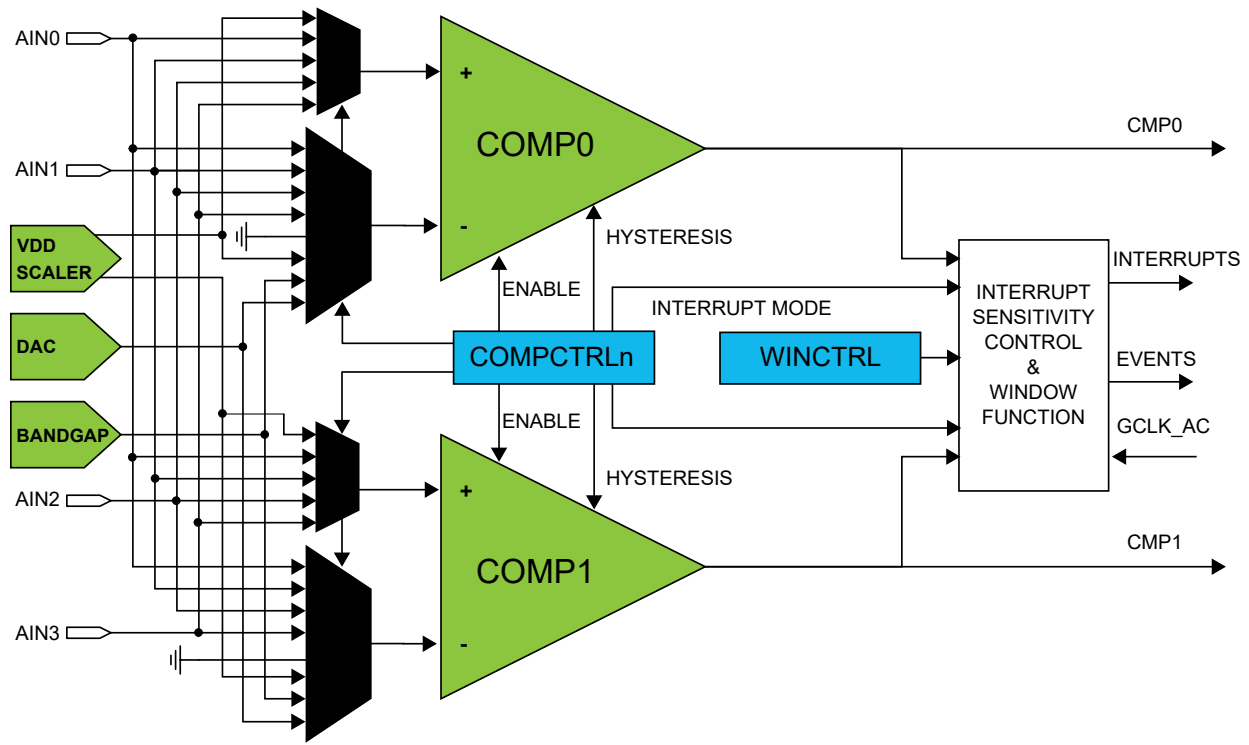 AIN0
+
COMP0
-
CMP0
AIN1
VDD
SCALER
HYSTERESIS
ENABLE
INTERRUPT MODE
INTERRUPT
SENSITIVITY
CONTROL
&
WINDOW
FUNCTION
INTERRUPTS
DAC
COMPCTRLn
WINCTRL
EVENTS
BANDGAP
ENABLE
GCLK_AC
HYSTERESIS
AIN2
+
COMP1
-
CMP1
AIN3